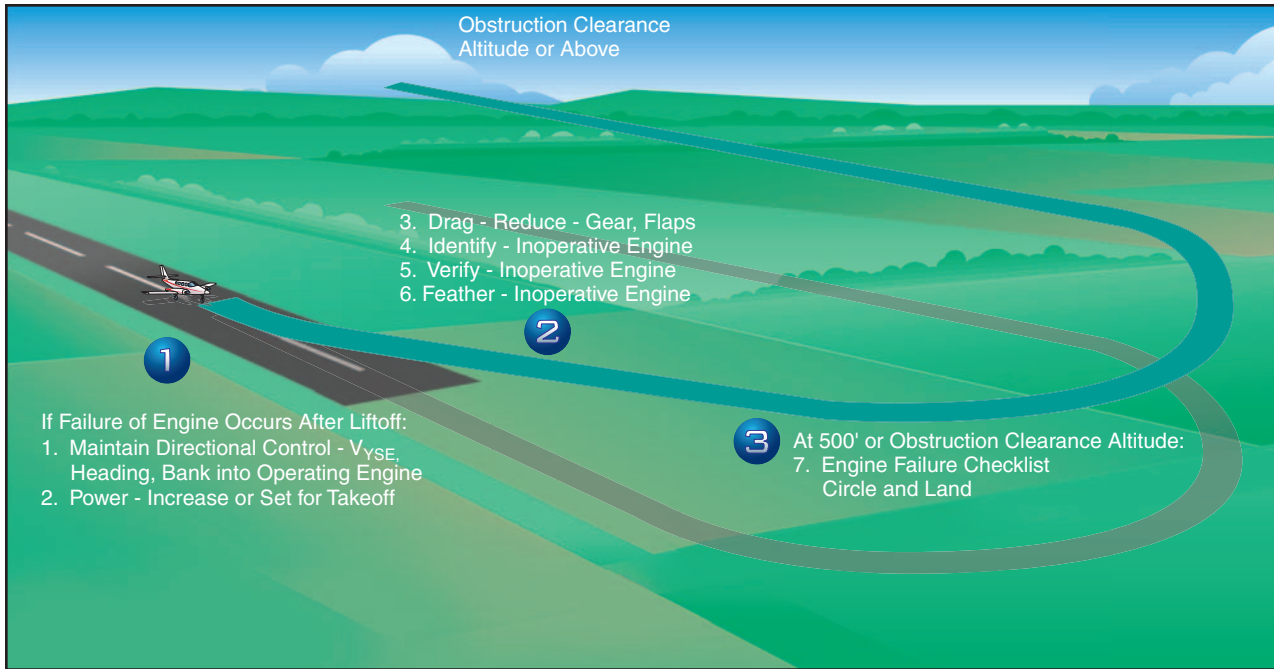 Obstruction Clearance
Altitude or Above
1
If Failure of Engine Occurs After Liftoff:
1. Maintain Directional Control - VYSE,
Heading, Bank into Operating Engine
2. Power - Increase or Set for Takeoff
3. Drag - Reduce - Gear, Flaps
4. Identify - Inoperative Engine
5. Verify - Inoperative Engine
6. Feather - Inoperative Engine
2
3
At 500' or Obstruction Clearance Altitude:
7. Engine Failure Checklist
Circle and Land